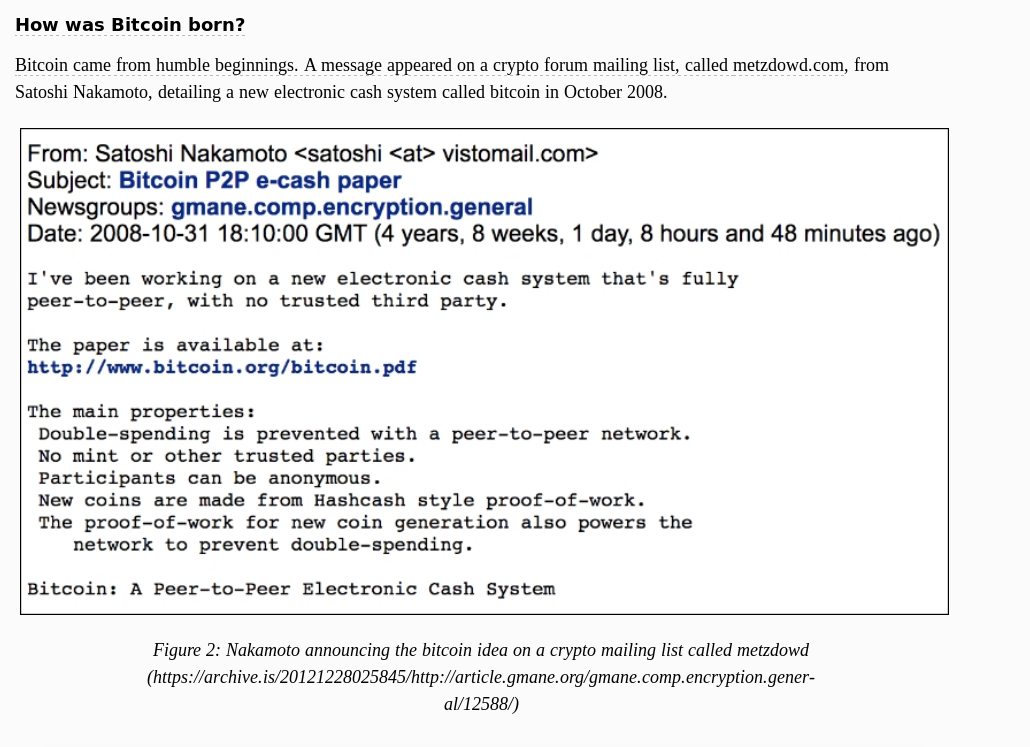 How was Bitcoin born?
Bitcoin came from humble beginnings. A message appeared on a crypto forum mailing list, called metzdowd.com, from
Satoshi Nakamoto, detailing a new electronic cash system called bitcoin in October 2008.
From: Satoshi Nakamoto <satoshi <at> vistomail.com>
Subject: Bitcoin P2P e-cash paper
Newsgroups: gmane.comp.encryption.general
Date: 2008-10-31 18:10:00 GMT (4 years, 8 weeks, 1 day, 8 hours and 48 minutes ago)
I've been working on a new electronic cash system that's fully
peer-to-peer, with no trusted third party.
The paper is available at:
http://www.bitcoin.org/bitcoin.pdf
The main properties:
Double-spending is prevented with a peer-to-peer network.
No mint or other trusted parties.
Participants can be anonymous.
New coins are made from Hashcash style proof-of-work.
The proof-of-work for new coin generation also powers the
network to prevent double-spending.
Bitcoin: A Peer-to-Peer Electronic Cash System
Figure 2: Nakamoto announcing the bitcoin idea on a crypto mailing list called metzdowd
(https://archive.is/20121228025845/http://article.gmane.org/gmane.comp.encryption.gener-
al/12588/)